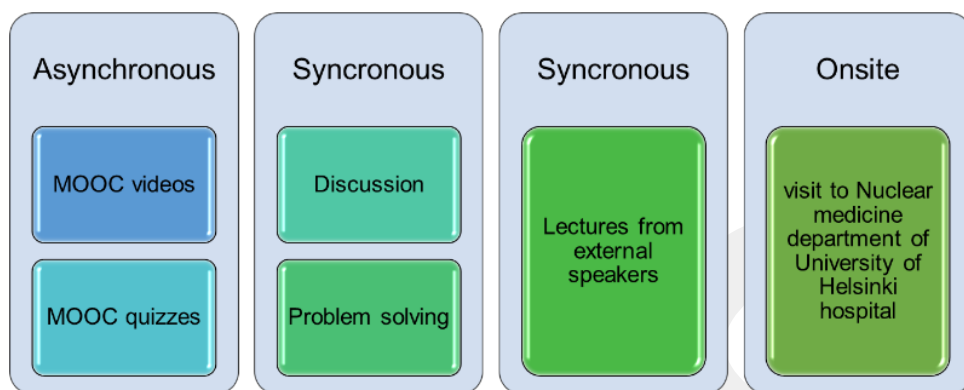 Asynchronous
MOOC videos
MOOC quizzes
Syncronous
Discussion
Problem solving
Syncronous
Lectures from
external
speakers
Onsite
visit to Nuclear
medicine
department of
University of
Helsinki
hospital